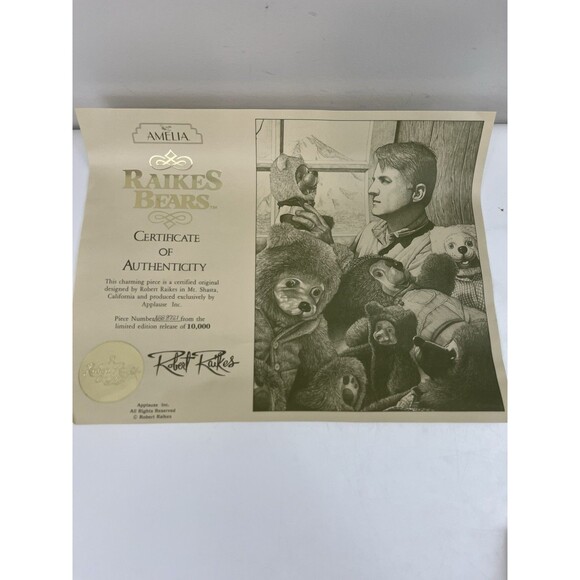 AMELIA
RAIKES
BEARS™
CERTIFICATE
OF
AUTHENTICITY
This charming piece is a certified original
designed by Robert Raikes in Mt. Shasta,
California and produced exclusively by
Applause Inc.
Piece Number from the
limited edition release of 10,000
Robert Raikes
Applause Inc.
All Rights Reserved
© Robert Raikes